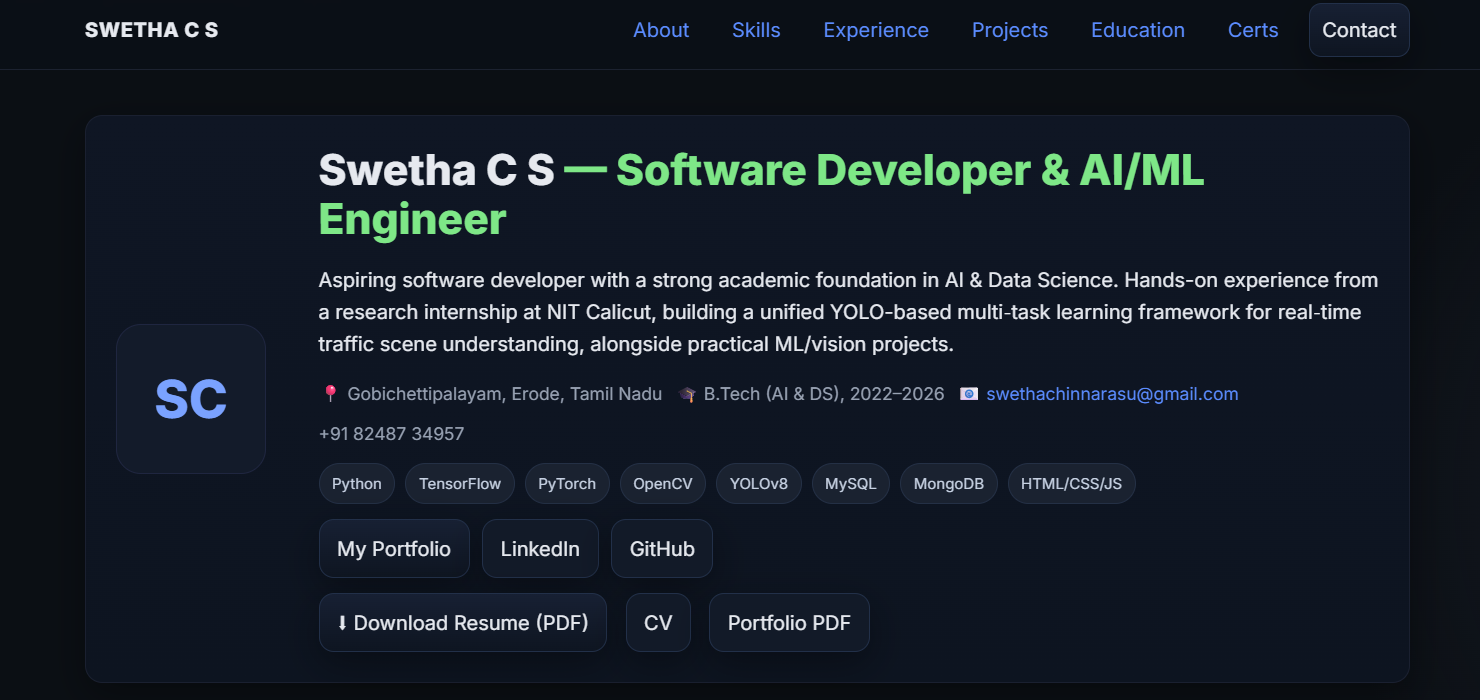 SWETHA C S
About Skills Experience Projects Education Certs Contact
Swetha C S — Software Developer & AI/ML
Engineer
Aspiring software developer with a strong academic foundation in AI & Data Science. Hands-on experience from
a research internship at NIT Calicut, building a unified YOLO-based multi-task learning framework for real-time
traffic scene understanding, alongside practical ML/vision projects.
SC
📍 Gobichettipalayam, Erode, Tamil Nadu 🎓 B.Tech (AI & DS), 2022–2026 📧 swethachinnarasu@gmail.com
+91 82487 34957
Python TensorFlow PyTorch OpenCV YOLOv8 MySQL MongoDB HTML/CSS/JS
My Portfolio LinkedIn GitHub
⬇ Download Resume (PDF) CV Portfolio PDF